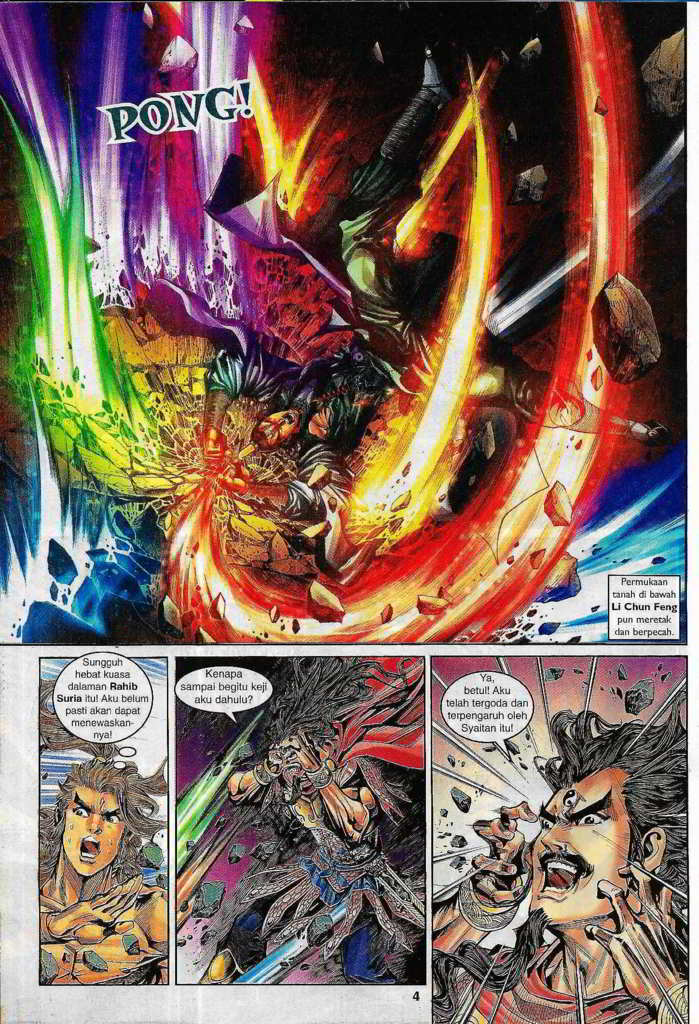 PONG!
Permukaan
tanah di bawah
Li Chun Feng
pun meretak
dan berpecah.
Sungguh
hebat kuasa
dalaman Rahib
Suria itu! Aku belum
pasti akan dapat
menewaskan-
nya!
Kenapa
sampai begitu keji
aku dahulu?
Ya,
betul! Aku
telah tergoda dan
terpengaruh oleh
Syaitan itu!
4